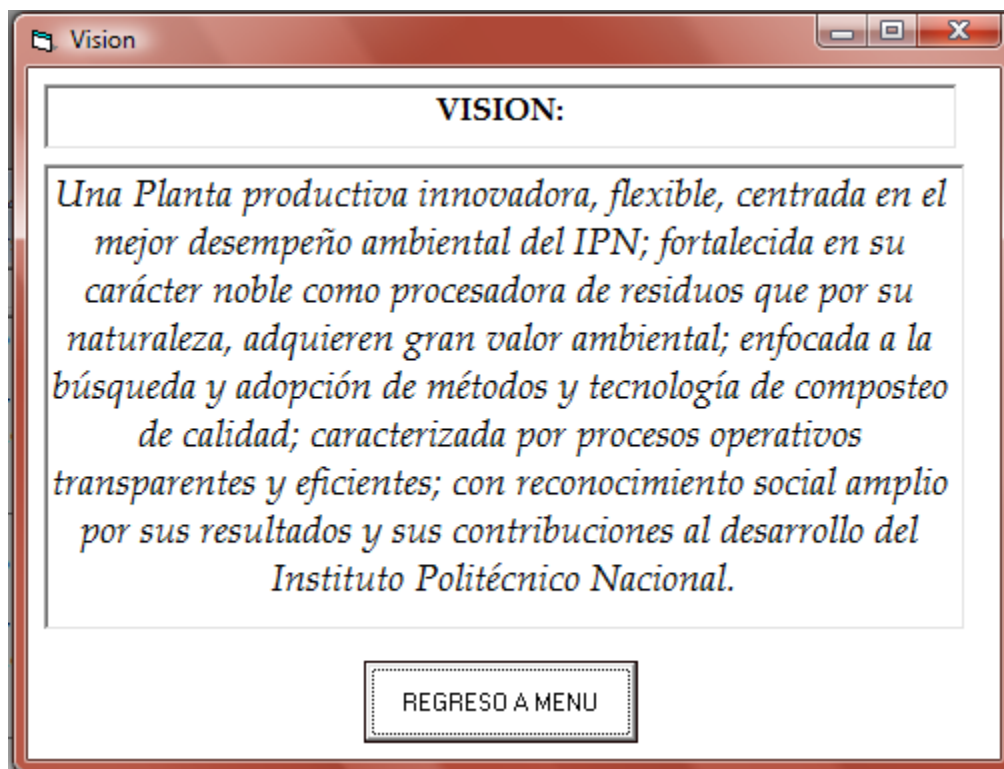 Vision
VISION:
Una Planta productiva innovadora, flexible, centrada en el
mejor desempeño ambiental del IPN; fortalecida en su
carácter noble como procesadora de residuos que por su
naturaleza, adquieren gran valor ambiental; enfocada a la
búsqueda y adopción de métodos y tecnología de composteo
de calidad; caracterizada por procesos operativos
transparentes y eficientes; con reconocimiento social amplio
por sus resultados y sus contribuciones al desarrollo del
Instituto Politécnico Nacional.
REGRESO A MENU